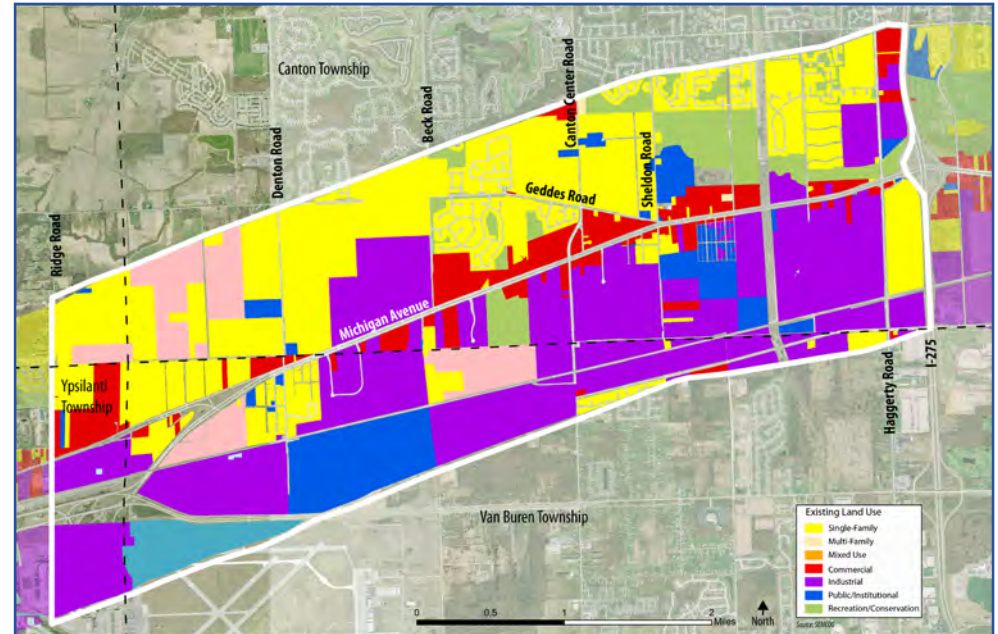 Canton Township
Ridge Road
Denton Road
Beck Road
Canton Center Road
Sheldon Road
Geddes Road
Michigan Avenue
Ypsilanti
Township
Haggerty Road
I-275
Van Buren Township
Existing Land Use
Single-Family
Multi-Family
Mixed Use
Commercial
Industrial
Public/Institutional
Recreation/Conservation
0 0.5 1 2
Miles
North
Source: SEMCOG